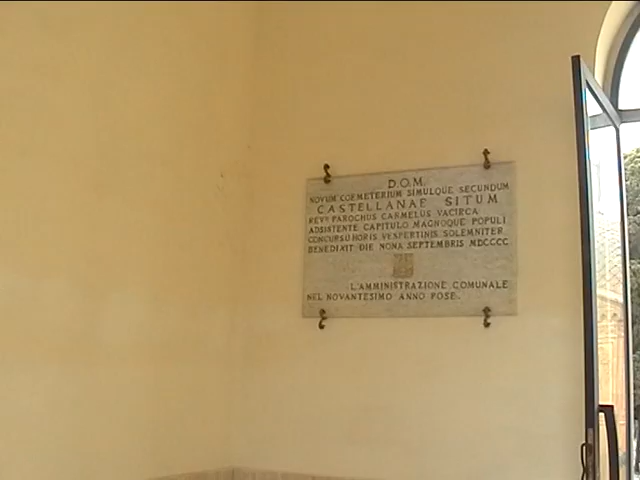 D.O.M.
NOVUM COEMETERIUM SIMULQUE SECUNDUM
CASTELLANAE SITUM
REVS PAROCHUS CARMELUS VACIRCA
ADSISTENTE CAPITULO MAGNOQUE POPULI
CONCURSU HORIS VESPERTINIS SOLEMNITER
BENEDIXIT DIE NONA SEPTEMBRIS MDCCCC
L'AMMINISTRAZIONE COMUNALE
NEL NOVANTESIMO ANNO POSE.